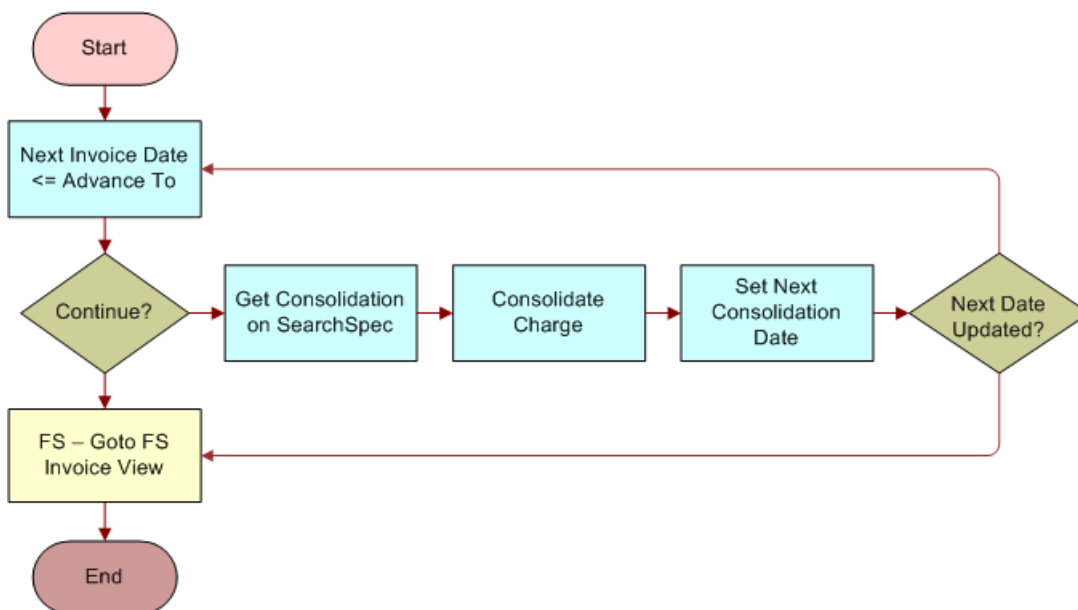 Start
Next Invoice Date
<= Advance To
Continue?
Get Consolidation
on SearchSpec
Consolidate
Charge
Set Next
Consolidation
Date
Next Date
Updated?
FS – Goto FS
Invoice View
End